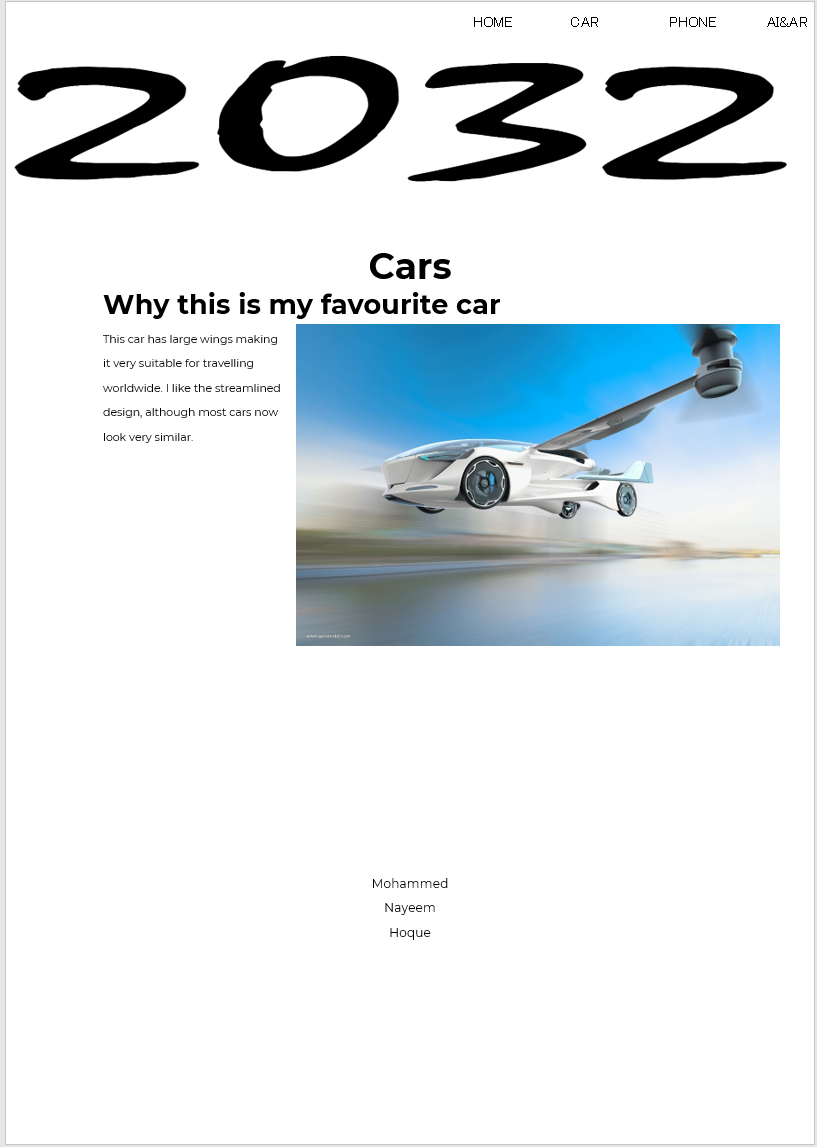 HOME CAR PHONE AI&AR
2032
Cars
Why this is my favourite car
This car has large wings making
it very suitable for travelling
worldwide. I like the streamlined
design, although most cars now
look very similar.
Mohammed
Nayeem
Hoque